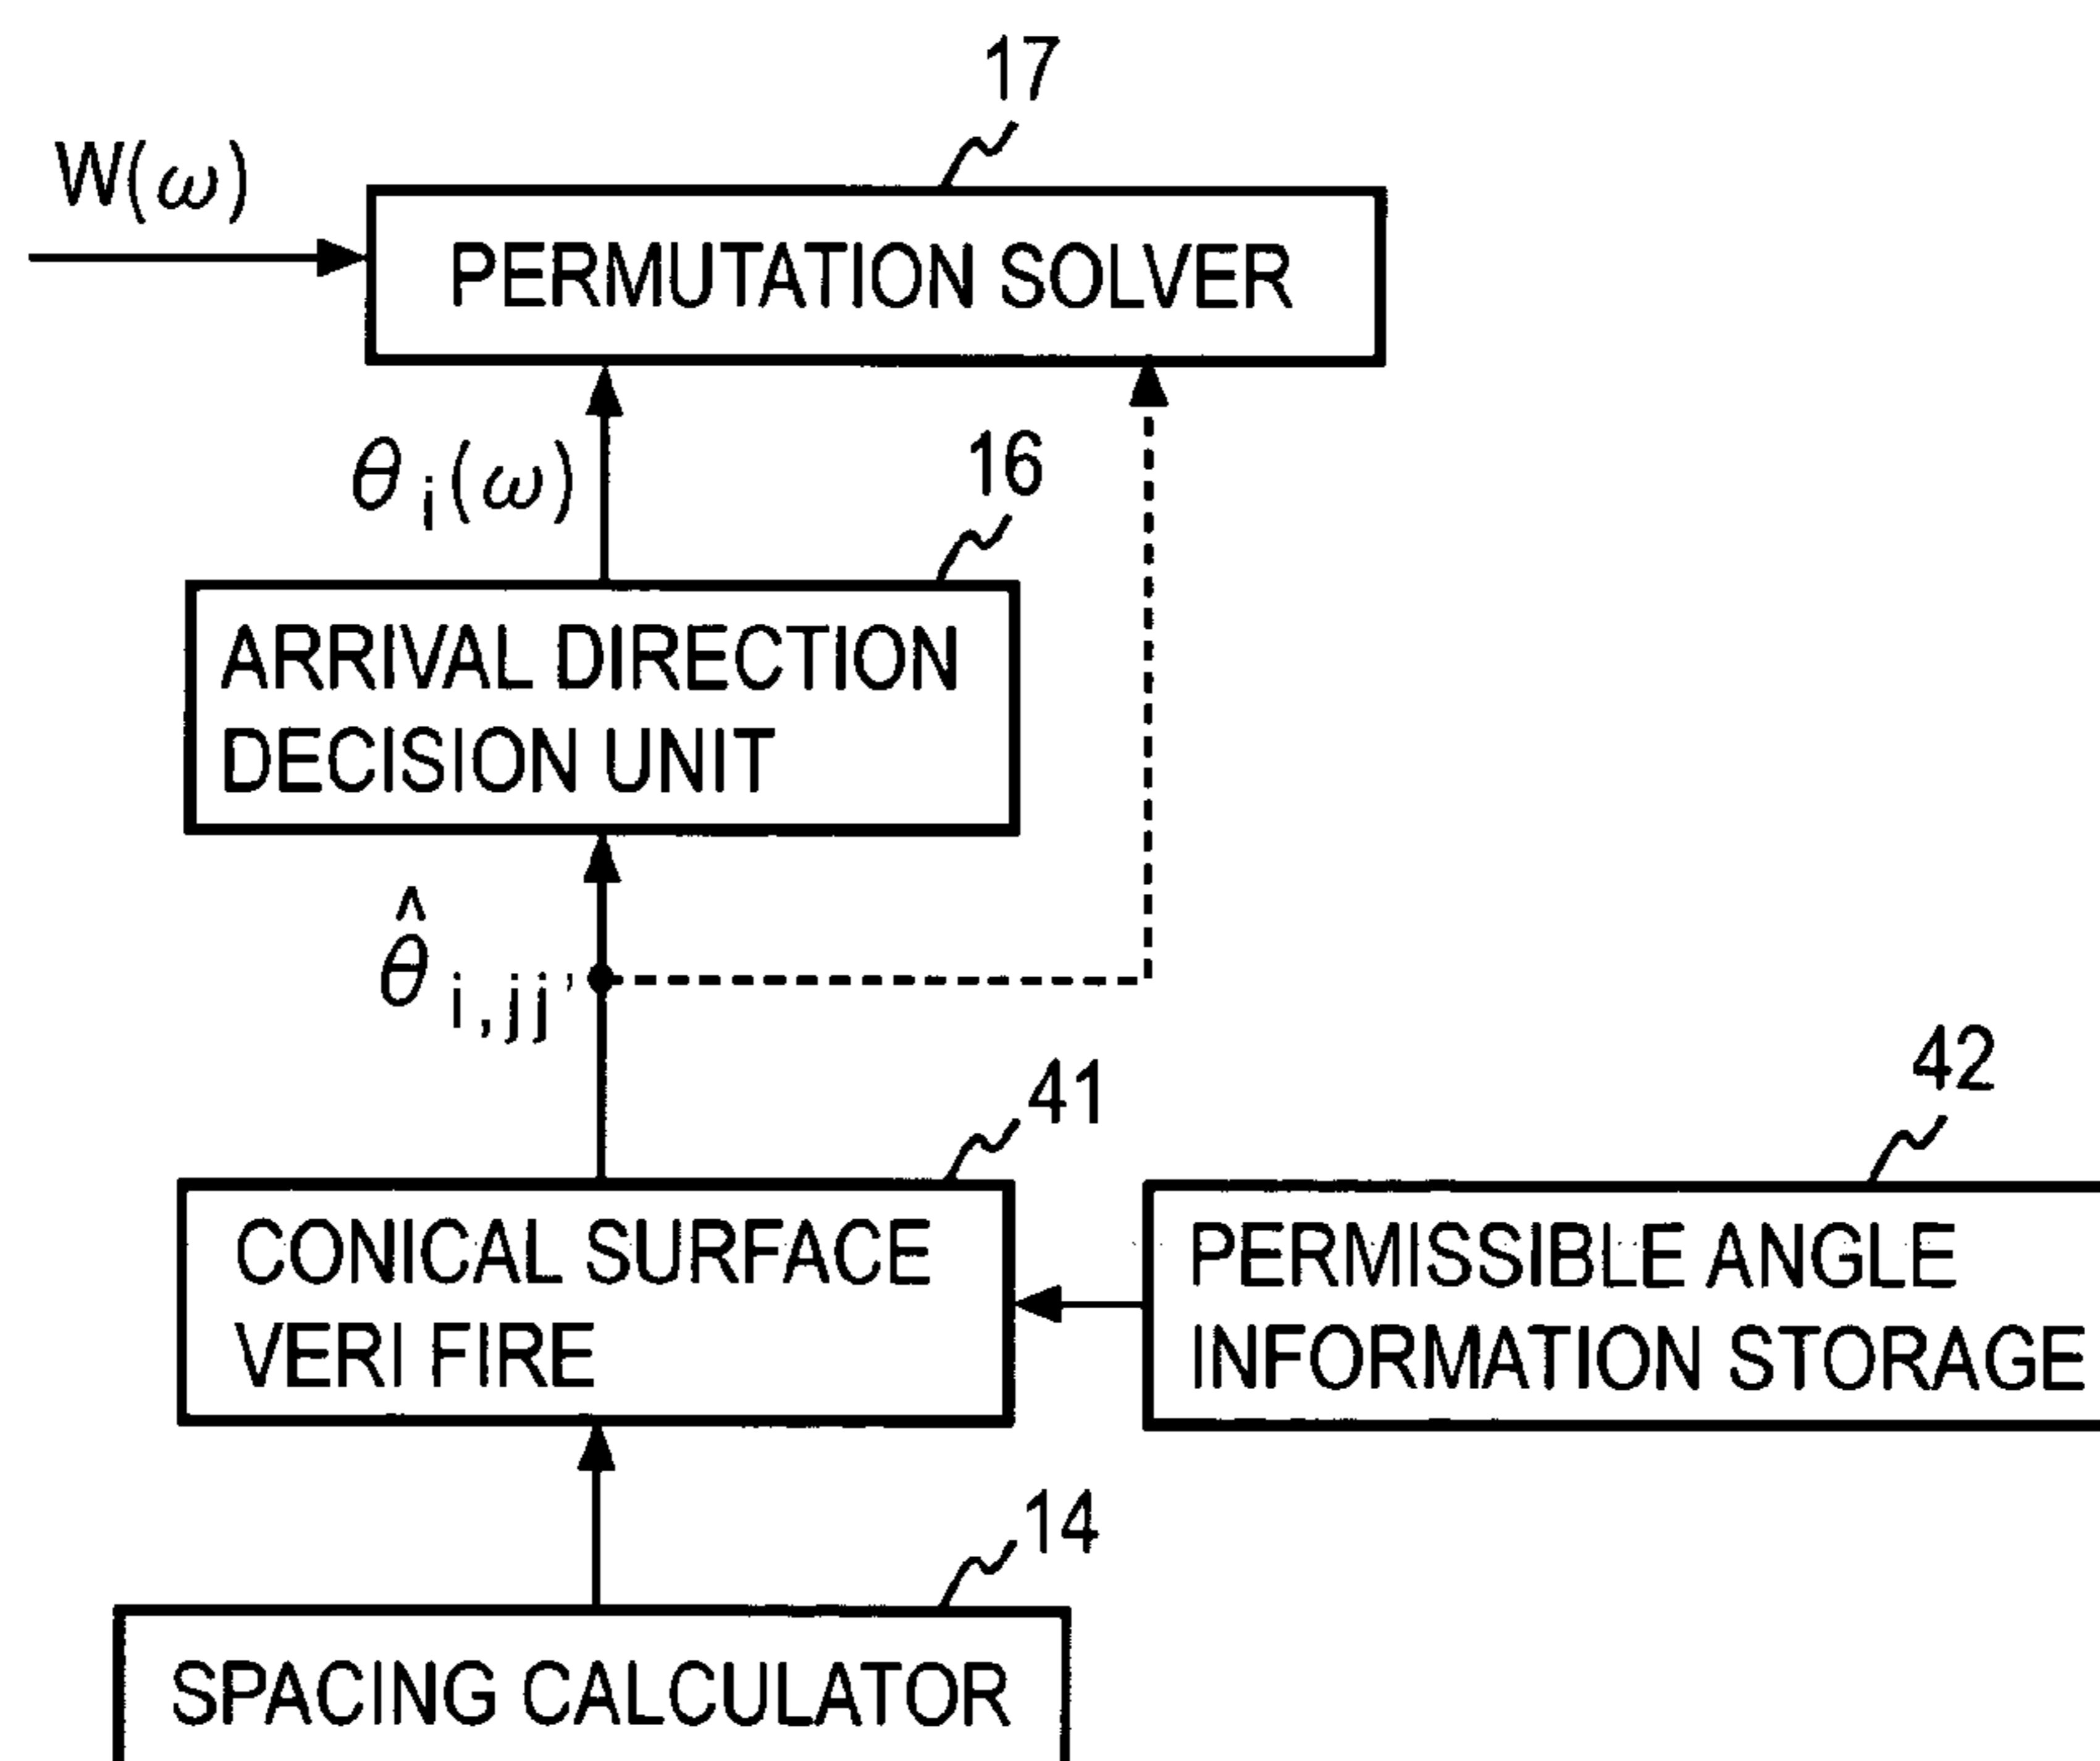 17
W(ω)
PERMUTATION SOLVER
θi(ω)
16
ARRIVAL DIRECTION
DECISION UNIT
θ̂i,jj'
41
42
CONICAL SURFACE
VERI FIRE
PERMISSIBLE ANGLE
INFORMATION STORAGE
14
SPACING CALCULATOR